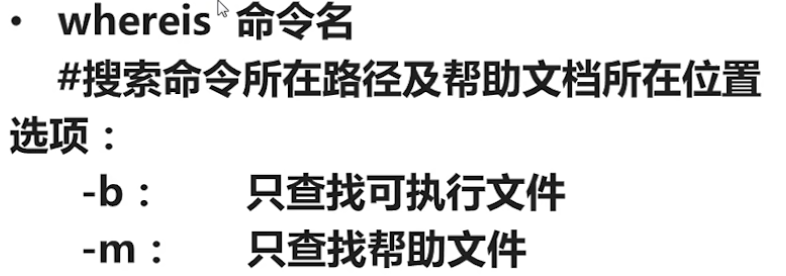 • whereis 命令名
#搜索命令所在路径及帮助文档所在位置
选项：
-b： 只查找可执行文件
-m： 只查找帮助文件